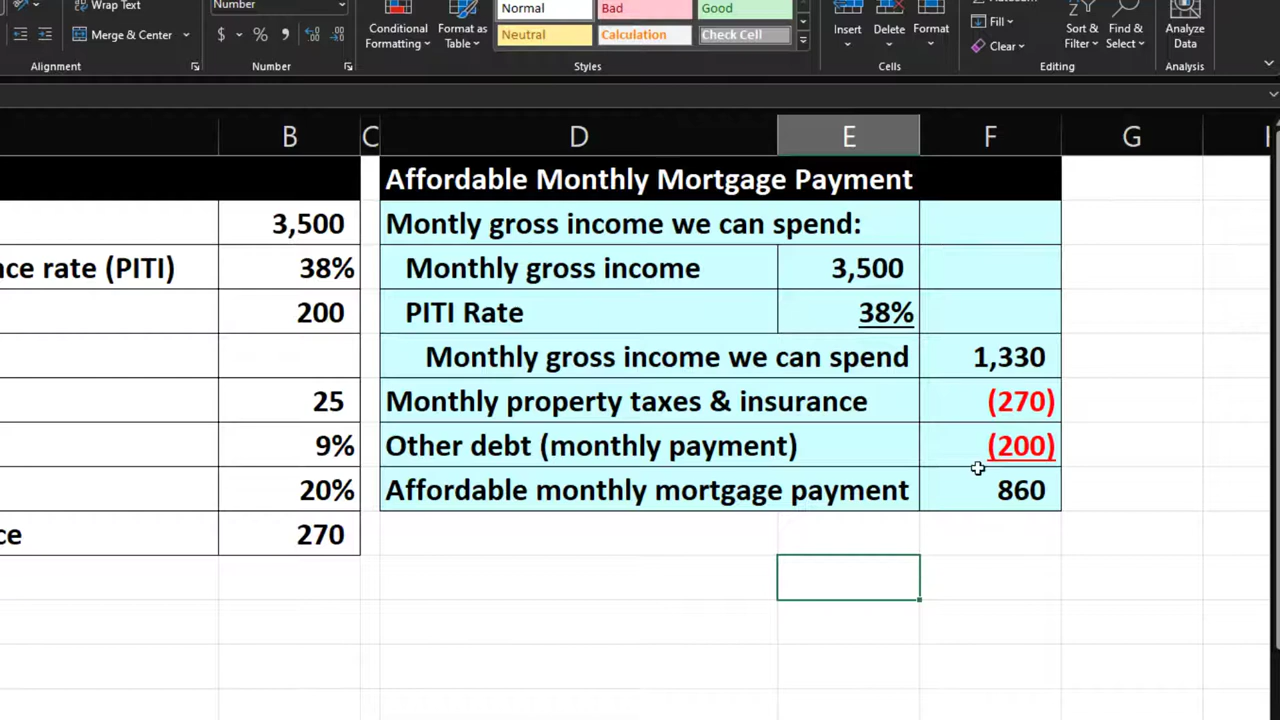 Number
Normal
Bad
Good
Wrap Text
Merge & Center
$
%
Conditional
Formatting
Format as
Table
Neutral
Calculation
Check Cell
Insert
Delete
Format
Fill
Clear
Sort &
Filter
Find &
Select
Analyze
Data
Alignment
Number
Styles
Cells
Editing
Analysis
B C D E F G
Affordable Monthly Mortgage Payment
3,500 Montly gross income we can spend:
ce rate (PITI) 38% Monthly gross income 3,500
200 PITI Rate 38%
Monthly gross income we can spend 1,330
25 Monthly property taxes & insurance (270)
9% Other debt (monthly payment) (200)
20% Affordable monthly mortgage payment 860
ce 270